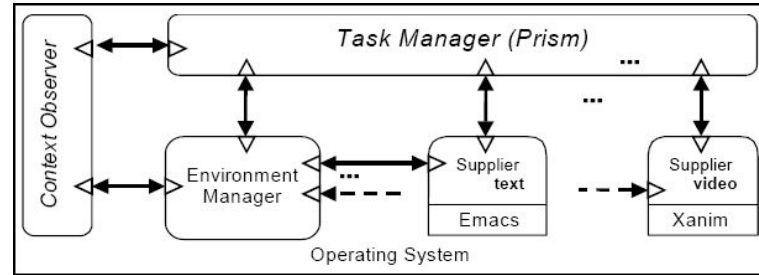 Context Observer
Task Manager (Prism)
...
...
Environment
Manager
...
Supplier
text
Emacs
Supplier
video
Xanim
Operating System